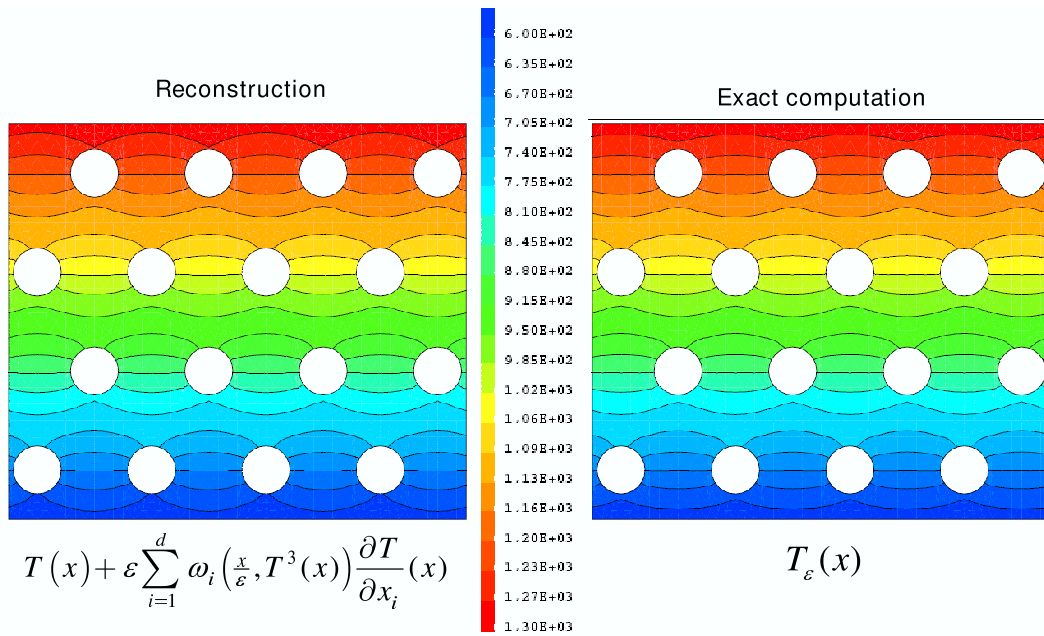 Reconstruction
Exact computation
6.00E+02
6.35E+02
6.70E+02
7.05E+02
7.40E+02
7.75E+02
8.10E+02
8.45E+02
8.80E+02
9.15E+02
9.50E+02
9.85E+02
1.02E+03
1.06E+03
1.09E+03
1.13E+03
1.16E+03
1.20E+03
1.23E+03
1.27E+03
1.30E+03
T(x) + ε∑_{i=1}^{d} ω_i(x/ε, T³(x)) ∂T/∂x_i (x)
T_ε(x)